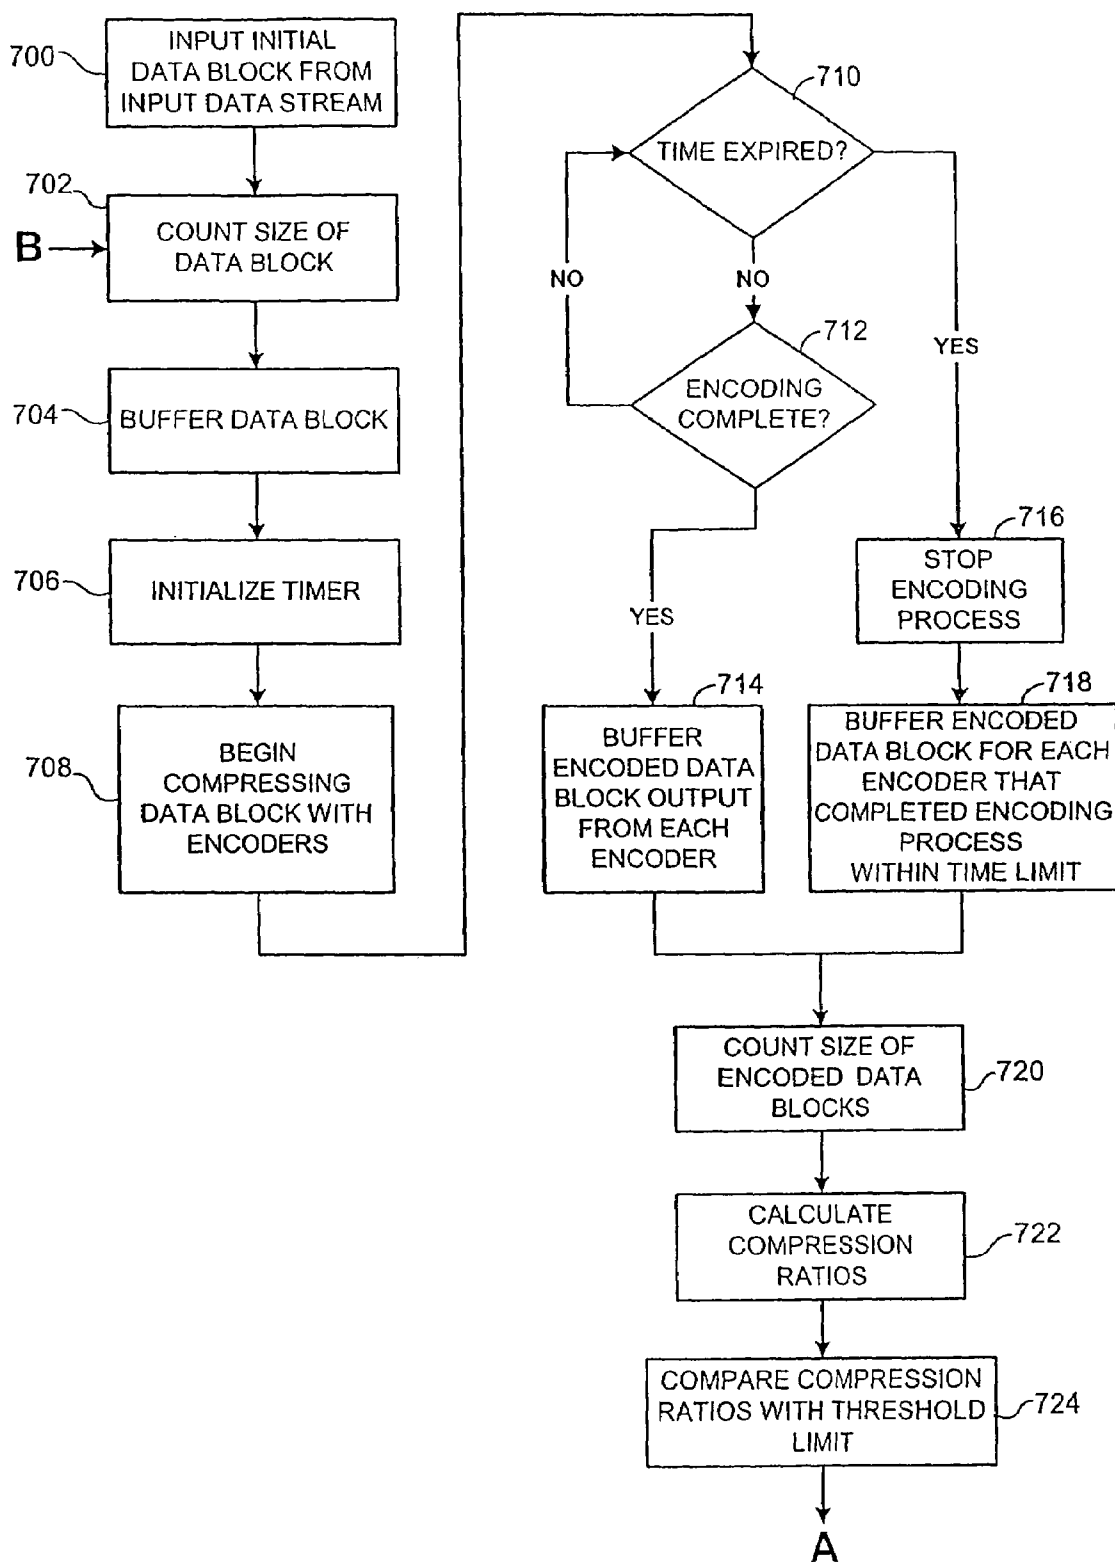 700
INPUT INITIAL
DATA BLOCK FROM
INPUT DATA STREAM
702
B
COUNT SIZE OF
DATA BLOCK
704
BUFFER DATA BLOCK
706
INITIALIZE TIMER
708
BEGIN
COMPRESSING
DATA BLOCK WITH
ENCODERS
710
TIME EXPIRED?
NO
NO
YES
712
ENCODING
COMPLETE?
YES
716
STOP
ENCODING
PROCESS
714
BUFFER
ENCODED DATA
BLOCK OUTPUT
FROM EACH
ENCODER
718
BUFFER ENCODED
DATA BLOCK FOR EACH
ENCODER THAT
COMPLETED ENCODING
PROCESS
WITHIN TIME LIMIT
COUNT SIZE OF
ENCODED DATA
BLOCKS
720
CALCULATE
COMPRESSION
RATIOS
722
COMPARE COMPRESSION
RATIOS WITH THRESHOLD
LIMIT
724
A